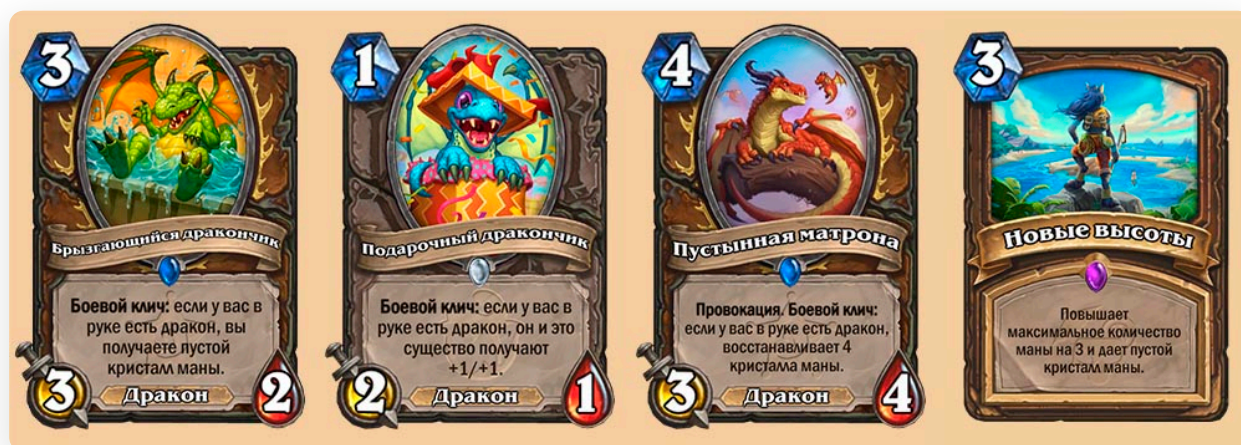 3
Брызгающийся дракончик
Боевой клич: если у вас в
руке есть дракон, вы
получаете пустой
кристалл маны.
3
Дракон
2
1
Подарочный дракончик
Боевой клич: если у вас в
руке есть дракон, он и это
существо получают
+1/+1.
2
Дракон
1
4
Пустынная матрона
Провокация. Боевой клич:
если у вас в руке есть дракон,
восстанавливает 4
кристалла маны.
3
Дракон
4
3
Новые высоты
Повышает
максимальное количество
маны на 3 и дает пустой
кристалл маны.